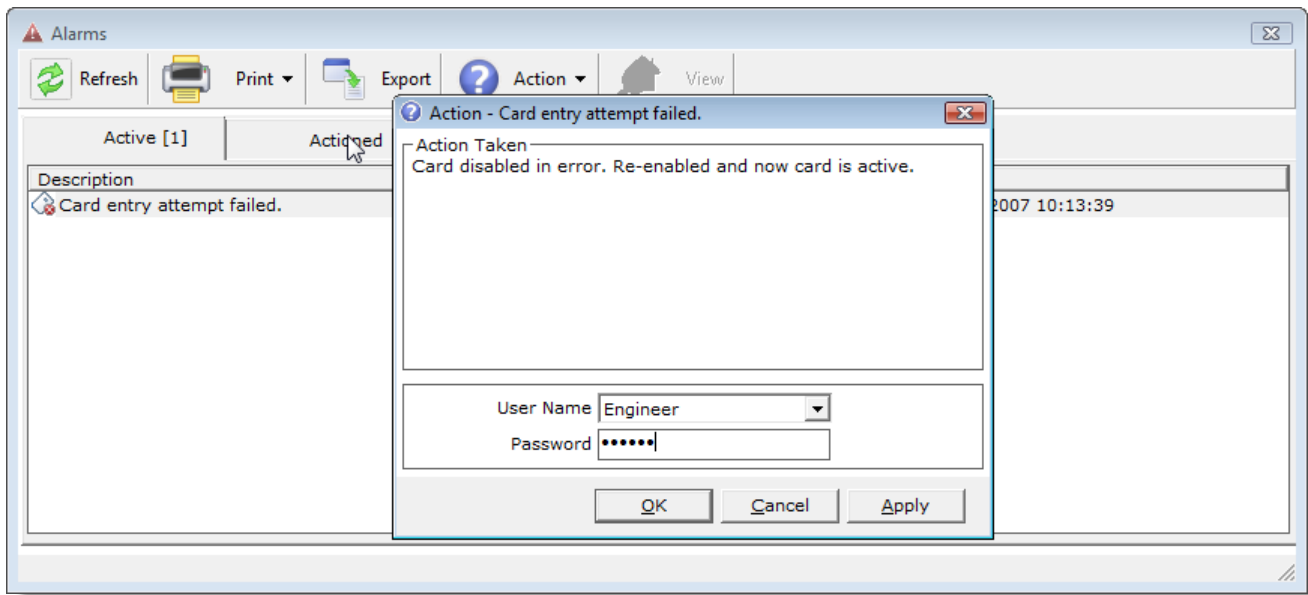 Alarms
Refresh Print Export Action View
Action - Card entry attempt failed.
Active [1] Actioned
Action Taken
Card disabled in error. Re-enabled and now card is active.
Description
Card entry attempt failed. 2007 10:13:39
User Name Engineer
Password ••••••
OK Cancel Apply